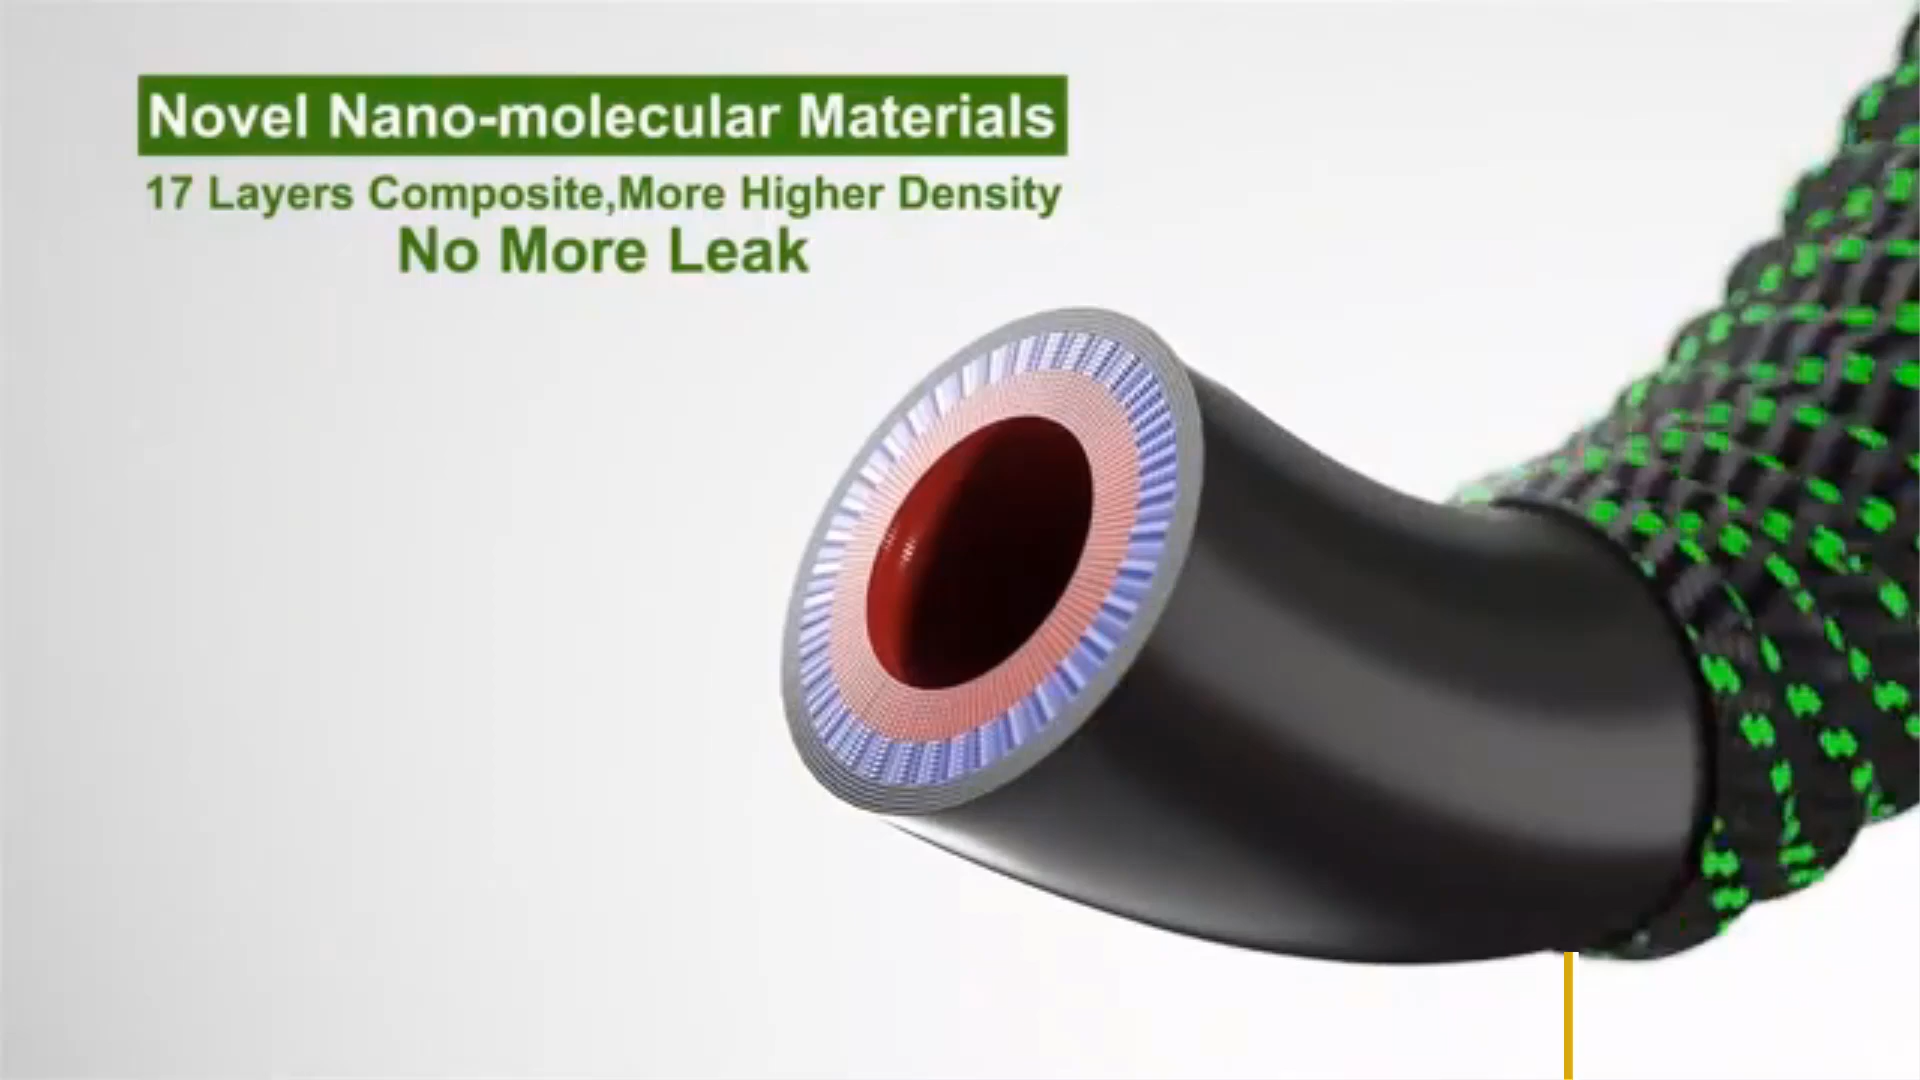 Novel Nano-molecular Materials
17 Layers Composite,More Higher Density
No More Leak